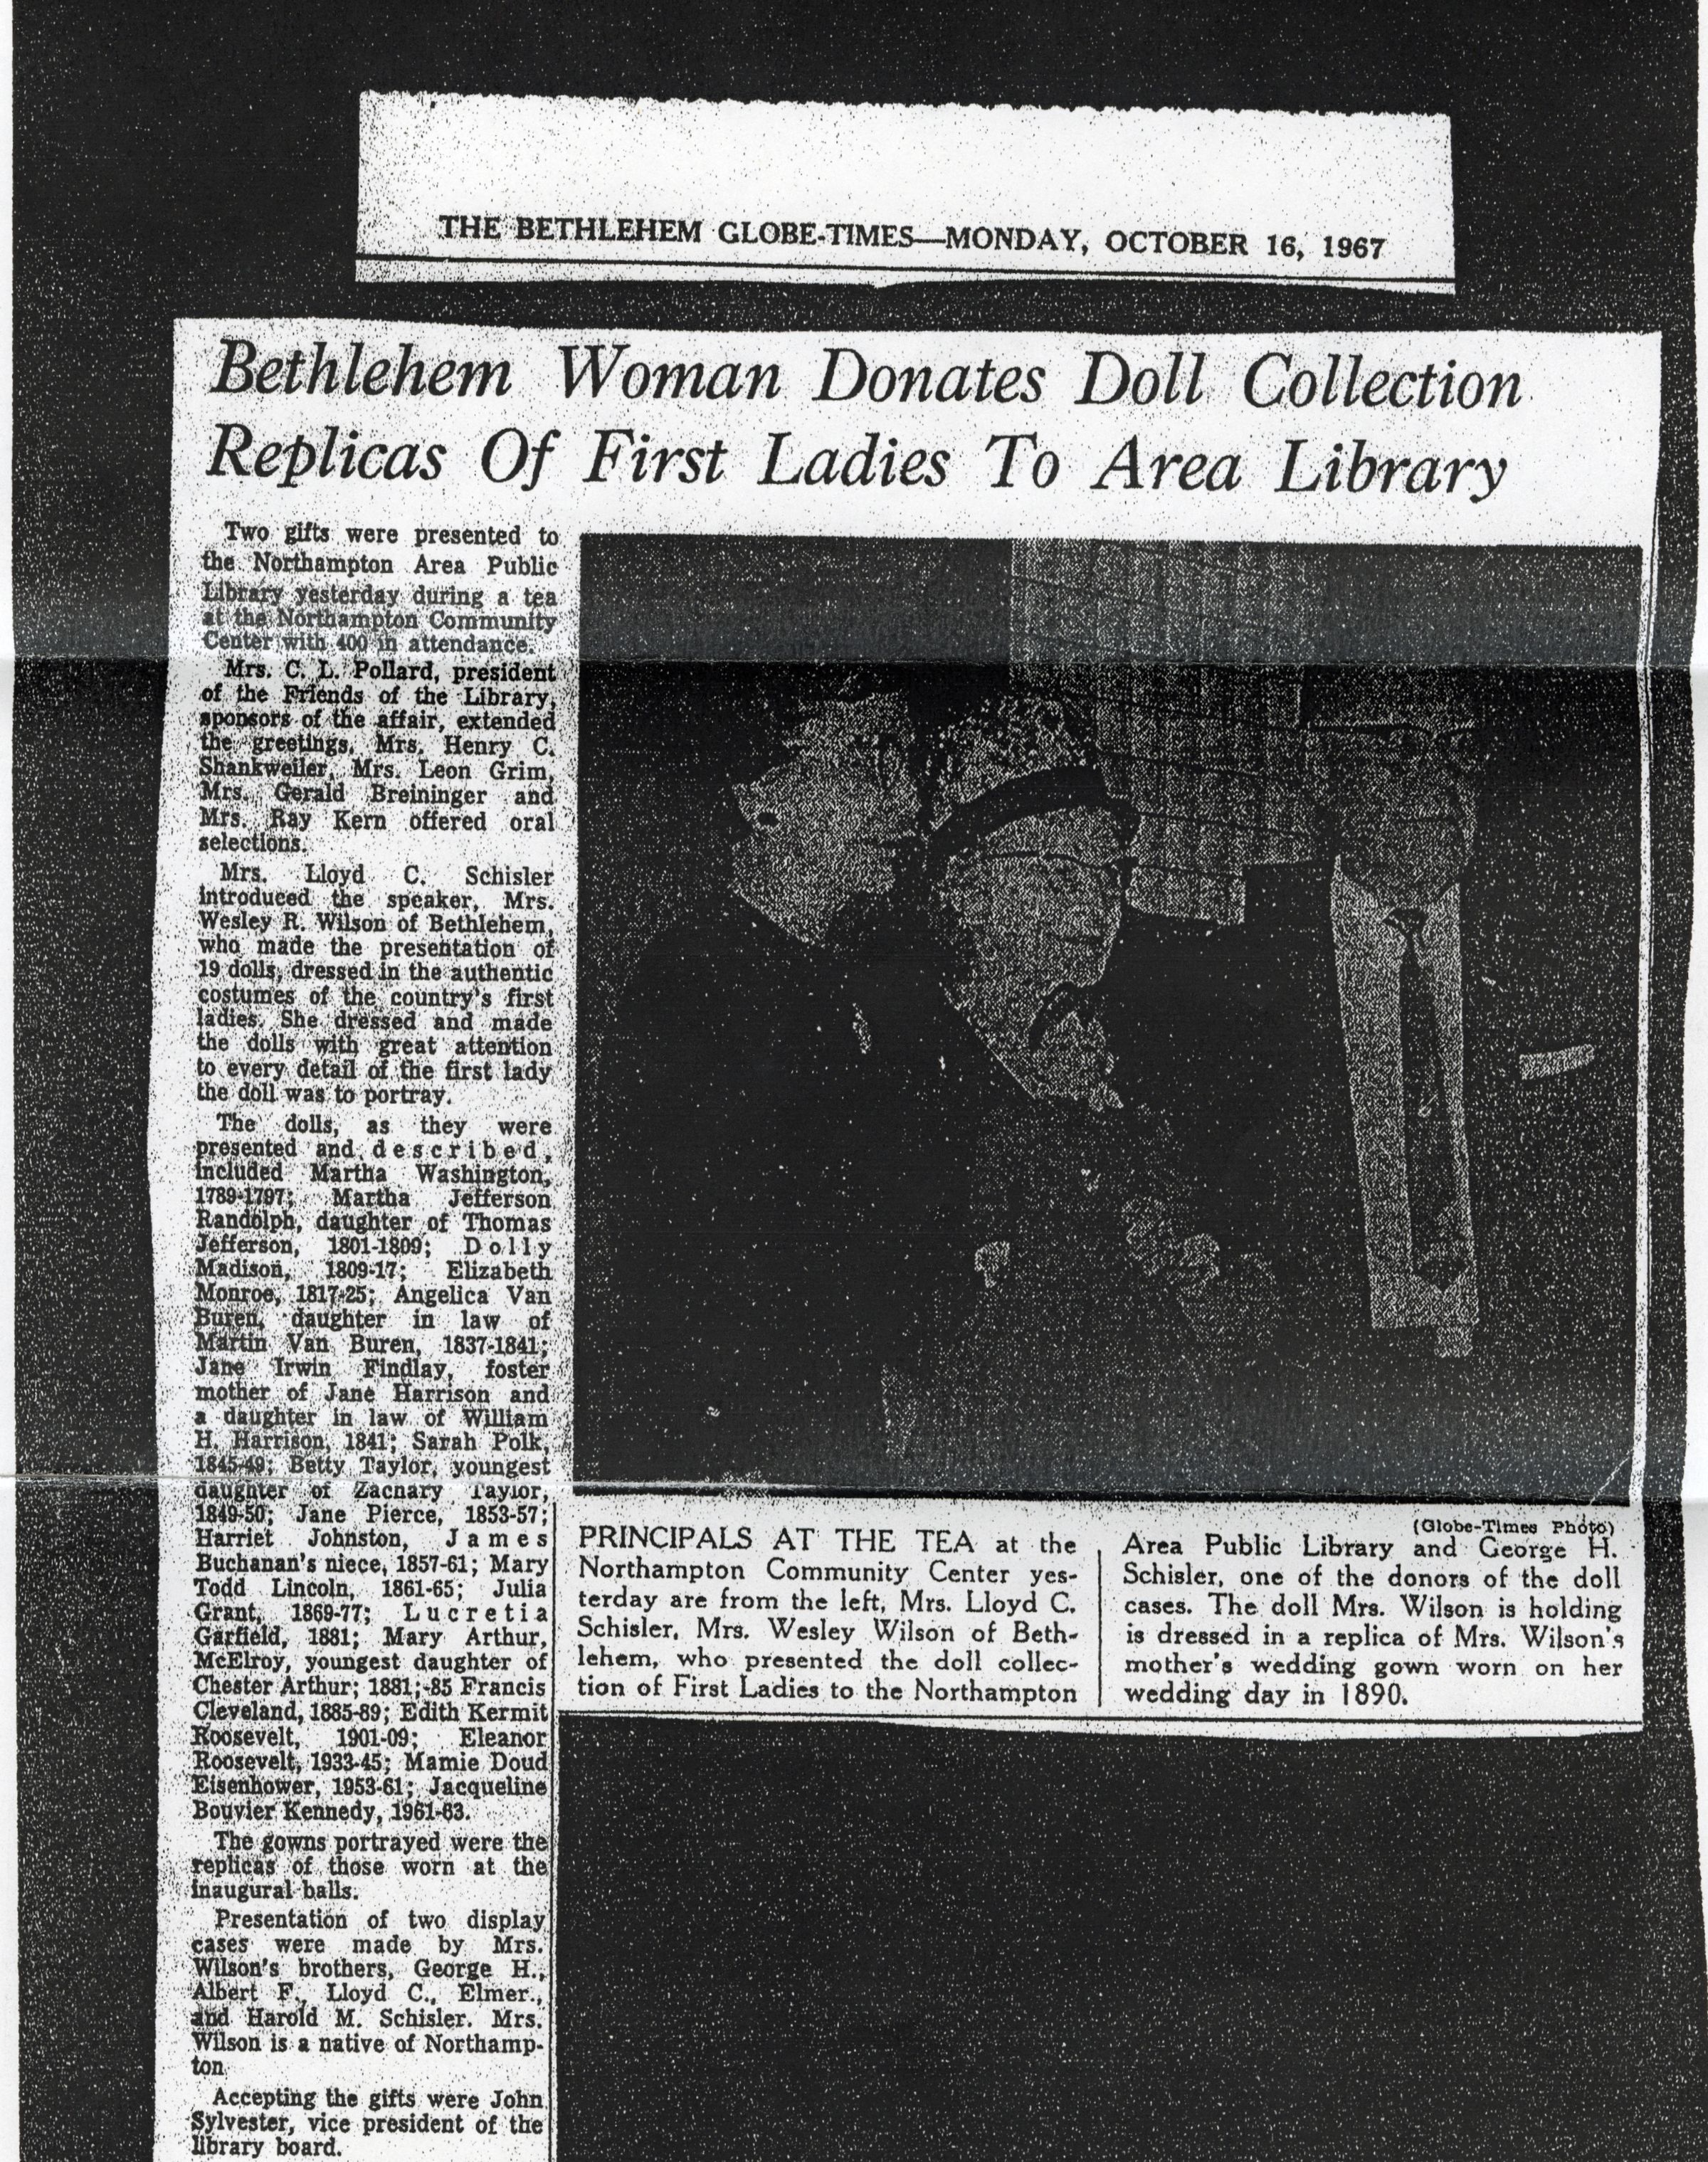 THE BETHLEHEM GLOBE-TIMES—MONDAY, OCTOBER 16, 1967
Bethlehem Woman Donates Doll Collection
Replicas Of First Ladies To Area Library
Two gifts were presented to
the Northampton Area Public
Library yesterday during a tea
at the Northampton Community
Center with 400 in attendance.
Mrs. C. L. Pollard, president
of the Friends of the Library,
sponsors of the affair, extended
the greetings. Mrs. Henry C.
Shankweiler, Mrs. Leon Grim,
Mrs. Gerald Breininger and
Mrs. Ray Kern offered oral
selections.
Mrs. Lloyd C. Schisler
introduced the speaker, Mrs.
Wesley R. Wilson of Bethlehem,
who made the presentation of
19 dolls, dressed in the authentic
costumes of the country's first
ladies. She dressed and made
the dolls with great attention
to every detail of the first lady
the doll was to portray.
The dolls, as they were
presented and described,
included Martha Washington,
1789-1797; Martha Jefferson
Randolph, daughter of Thomas
Jefferson, 1801-1809; Dolly
Madison, 1809-17; Elizabeth
Monroe, 1817-25; Angelica Van
Buren, daughter in law of
Martin Van Buren, 1837-1841;
Jane Irwin Findlay, foster
mother of Jane Harrison and
a daughter in law of William
H. Harrison, 1841; Sarah Polk,
1845-49; Betty Taylor, youngest
daughter of Zachary Taylor,
1849-50; Jane Pierce, 1853-57;
Harriet Johnston, James
Buchanan's niece, 1857-61; Mary
Todd Lincoln, 1861-65; Julia
Grant, 1869-77; Lucretia
Garfield, 1881; Mary Arthur,
McElroy, youngest daughter of
Chester Arthur; 1881;-85 Francis
Cleveland, 1885-89; Edith Kermit
Roosevelt, 1901-09; Eleanor
Roosevelt, 1933-45; Mamie Doud
Eisenhower, 1953-61; Jacqueline
Bouvier Kennedy, 1961-63.
The gowns portrayed were the
replicas of those worn at the
inaugural balls.
Presentation of two display
cases were made by Mrs.
Wilson's brothers, George H.,
Albert F., Lloyd C., Elmer.,
and Harold M. Schisler. Mrs.
Wilson is a native of Northamp-
ton
Accepting the gifts were John
Sylvester, vice president of the
library board.
PRINCIPALS AT THE TEA at the
Northampton Community Center yes-
terday are from the left, Mrs. Lloyd C.
Schisler, Mrs. Wesley Wilson of Beth-
lehem, who presented the doll collec-
tion of First Ladies to the Northampton
(Globe-Times Photo)
Area Public Library and George H.
Schisler, one of the donors of the doll
cases. The doll Mrs. Wilson is holding
is dressed in a replica of Mrs. Wilson's
mother's wedding gown worn on her
wedding day in 1890.